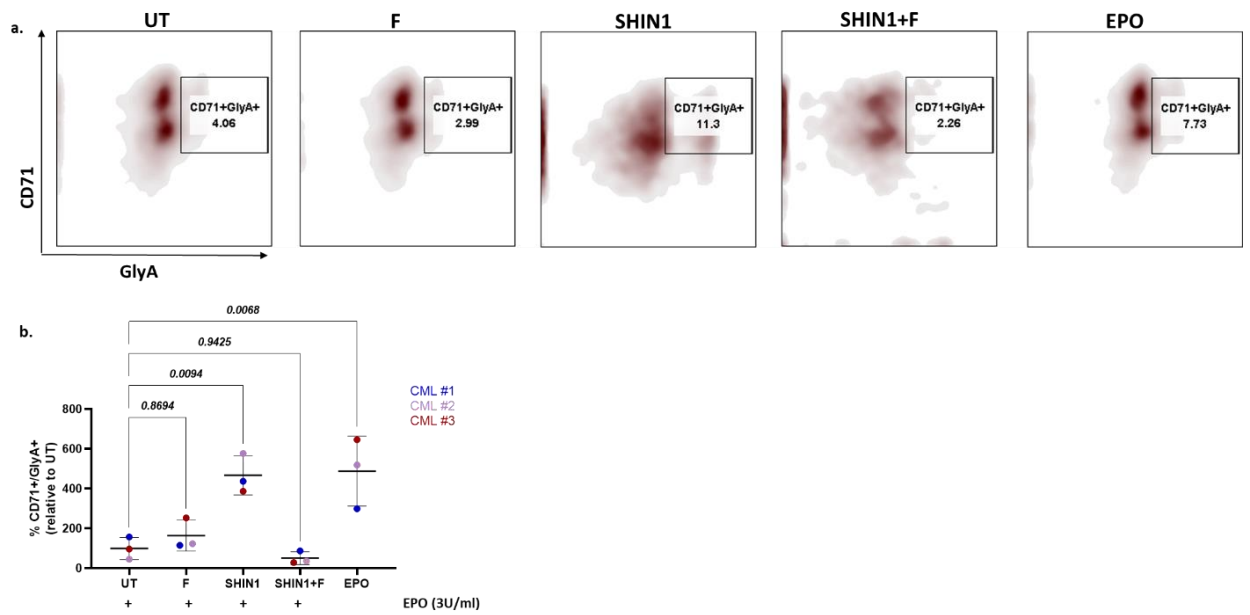 a.
UT
F
SHIN1
SHIN1+F
EPO
CD71+GlyA+
4.06
CD71+GlyA+
2.99
CD71+GlyA+
11.3
CD71+GlyA+
2.26
CD71+GlyA+
7.73
CD71
GlyA
b.
0.0068
0.9425
0.0094
0.8694
CML #1
CML #2
CML #3
% CD71+/GlyA+
(relative to UT)
800
600
400
200
0
UT
F
SHIN1
SHIN1+F
EPO
+ + + + EPO (3U/ml)